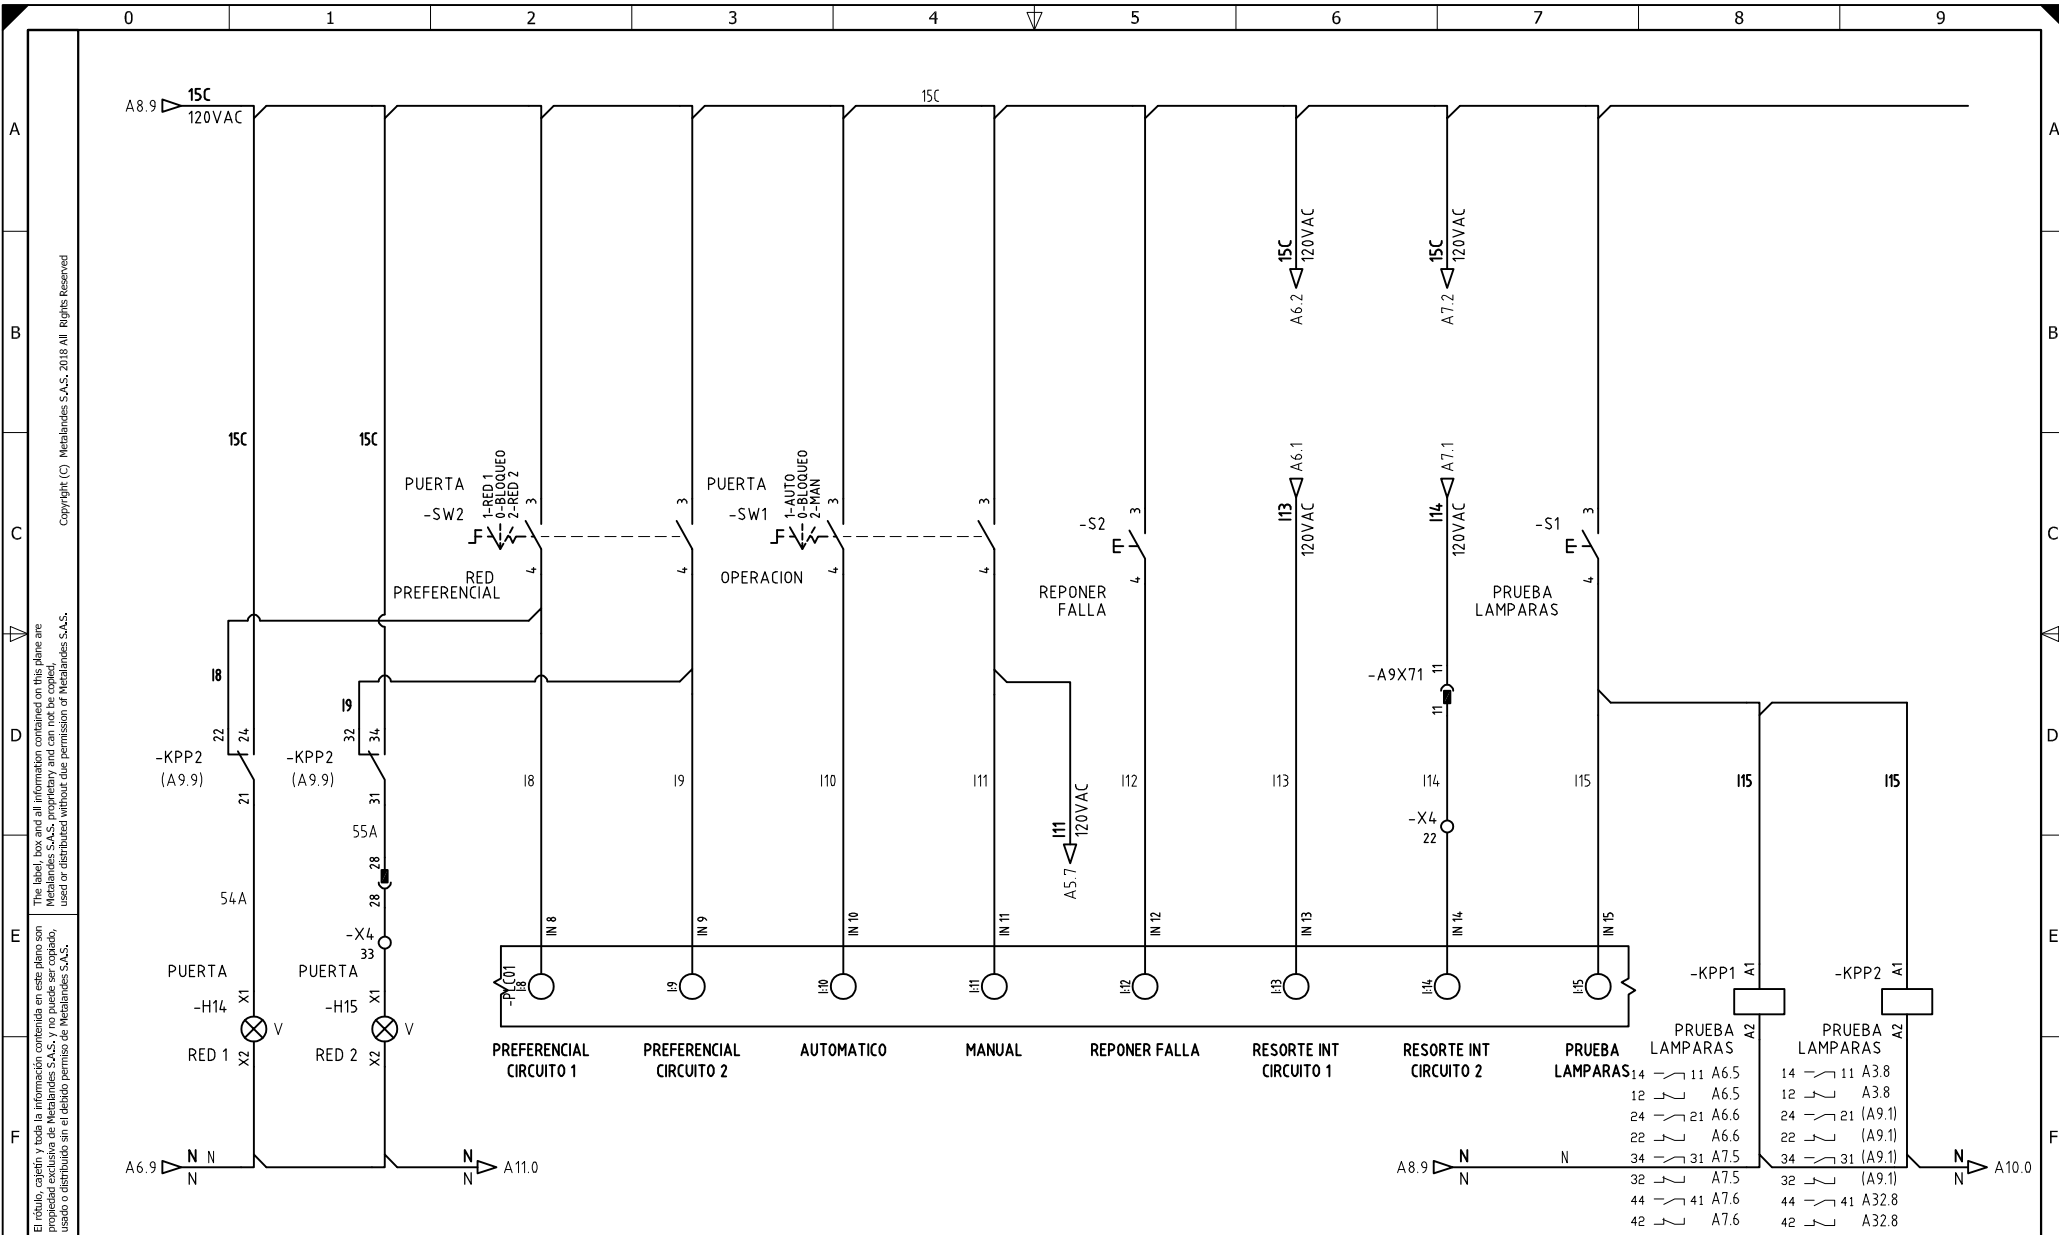 0 1 2 3 4 5 6 7 8 9
A A
B B
C C
D D
E E
F F
Copyright (C) Metalandes S.A.S. 2018 All Rights Reserved
The label, box and all information contained on this plane are
Metalandes S.A.S. proprietary and can not be copied,
used or distributed without due permission of Metalandes S.A.S.
El rótulo, cajetín y toda la información contenida en este plano son
propiedad exclusiva de Metalandes S.A.S. y no puede ser copiado,
usado o distribuido sin el debido permiso de Metalandes S.A.S.
A8.9 15C
120VAC
15C
15C 120VAC A6.2
15C 120VAC A7.2
15C 15C
PUERTA
-SW2
1-RED 1
0-BLOQUEO
2-RED 2
3
4
RED
PREFERENCIAL
3
4
PUERTA
-SW1
1-AUTO
0-BLOQUEO
2-MAN
3
4
OPERACION
3
4
-S2
3
4
REPONER
FALLA
A6.1
I13 120VAC
A7.1
I14 120VAC
-S1
3
4
PRUEBA
LAMPARAS
I8
22 24
-KPP2
(A9.9)
21
I9
32 34
-KPP2
(A9.9)
31
55A
28
28
-X4
33
54A
-A9X71
11
11
I8 I9 I10 I11 I12 I13 I14 I15 I15 I15
I11 120VAC
A5.7
-X4
22
IN 8 IN 9 IN 10 IN 11 IN 12 IN 13 IN 14 IN 15
-PLC01
I:8 I:9 I:10 I:11 I:12 I:13 I:14 I:15
PUERTA
-H14
X1
V
X2
RED 1
PUERTA
-H15
X1
V
X2
RED 2
PREFERENCIAL
CIRCUITO 1
PREFERENCIAL
CIRCUITO 2
AUTOMATICO
MANUAL
REPONER FALLA
RESORTE INT
CIRCUITO 1
RESORTE INT
CIRCUITO 2
PRUEBA
LAMPARAS
-KPP1
A1
A2
PRUEBA
LAMPARAS
-KPP2
A1
A2
PRUEBA
LAMPARAS
14 11 A6.5
12 A6.5
24 21 A6.6
22 A6.6
34 31 A7.5
32 A7.5
44 41 A7.6
42 A7.6
14 11 A3.8
12 A3.8
24 21 (A9.1)
22 (A9.1)
34 31 (A9.1)
32 (A9.1)
44 41 A32.8
42 A32.8
A6.9 N N
N
N
N A11.0
A8.9 N
N
N
N
N A10.0